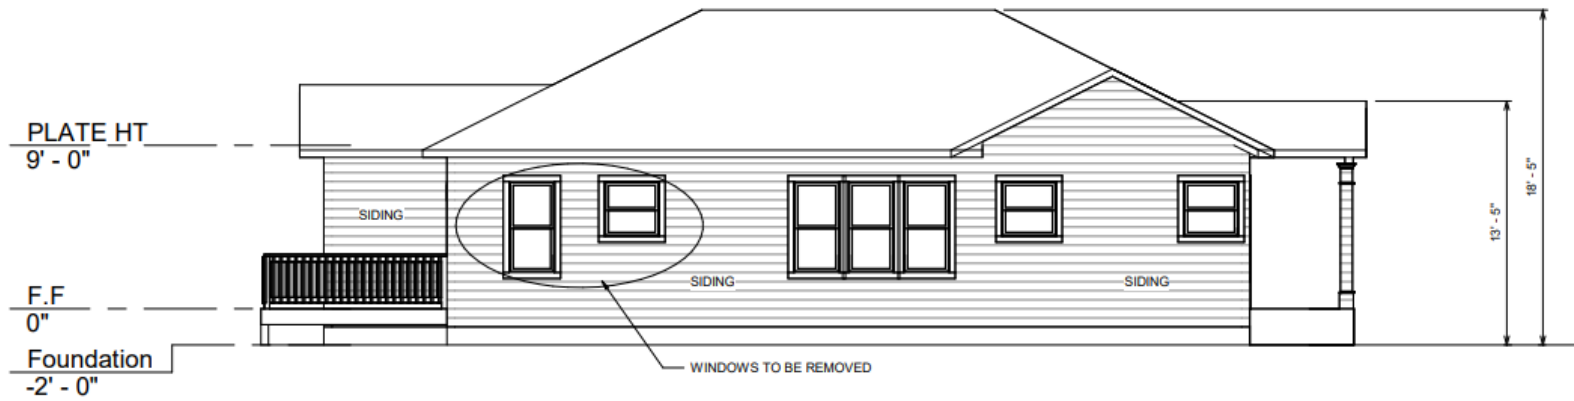 PLATE HT
9' - 0"
SIDING
18' - 5"
13' - 5"
SIDING
SIDING
F.F
0"
Foundation
-2' - 0"
WINDOWS TO BE REMOVED